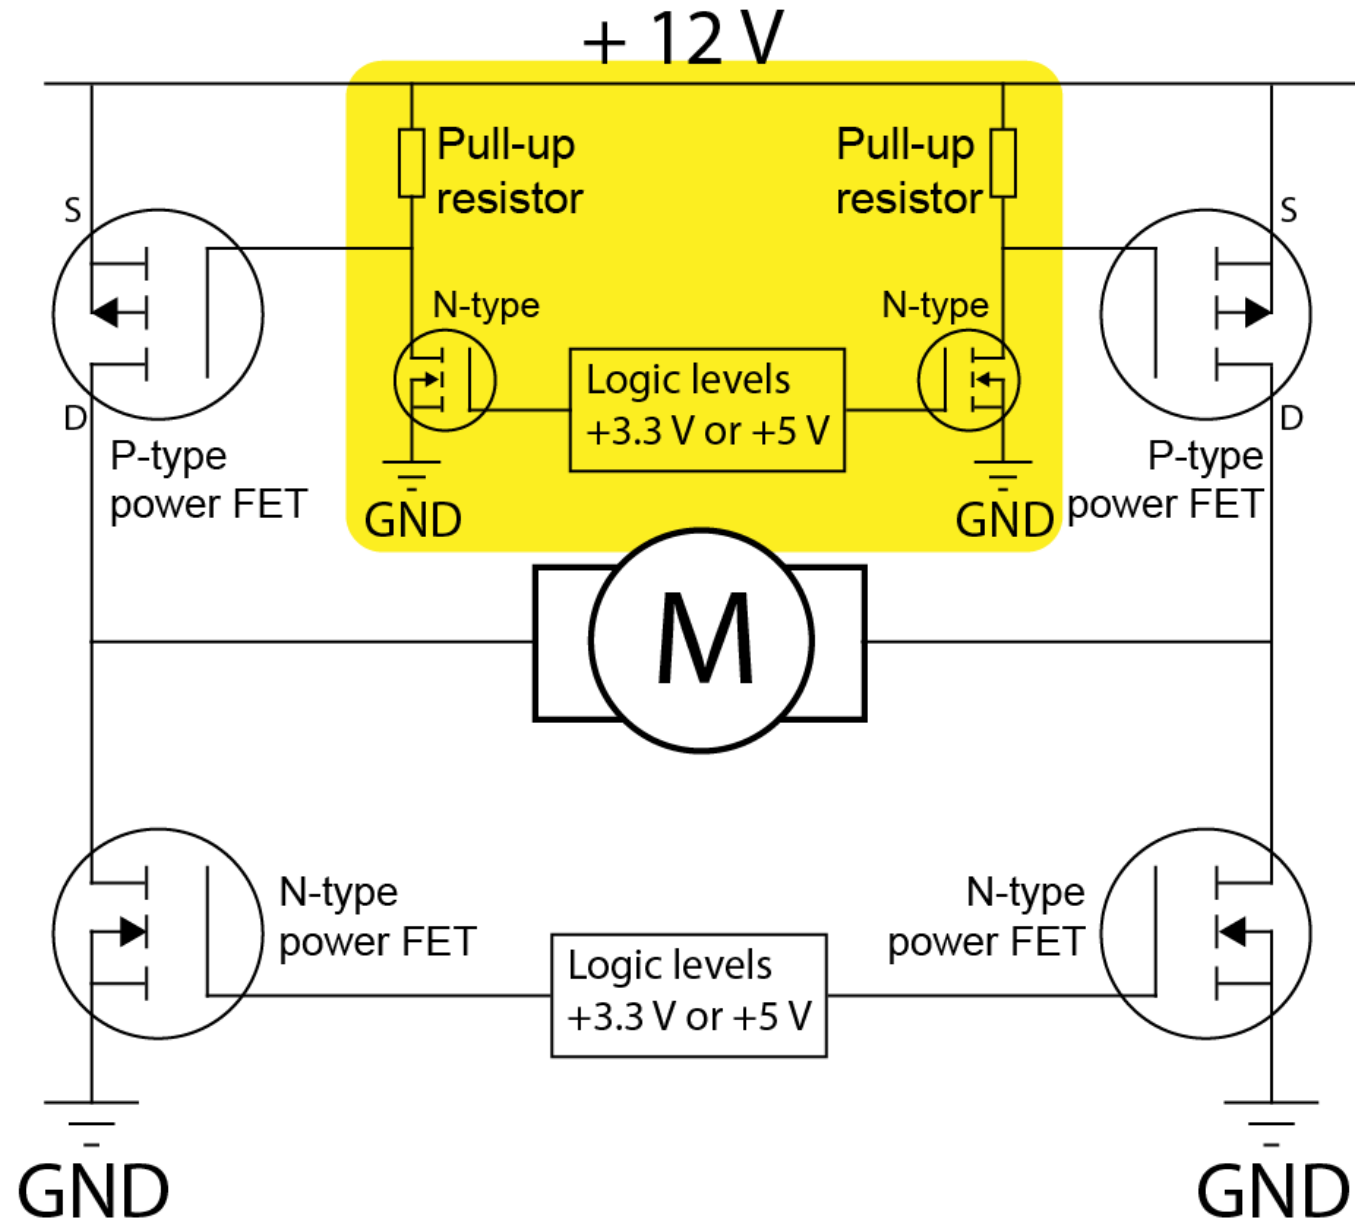 + 12 V
Pull-up
resistor
Pull-up
resistor
S
S
N-type
N-type
Logic levels
+3.3 V or +5 V
D
D
P-type
power FET
P-type
power FET
GND
GND
M
N-type
power FET
N-type
power FET
Logic levels
+3.3 V or +5 V
GND
GND